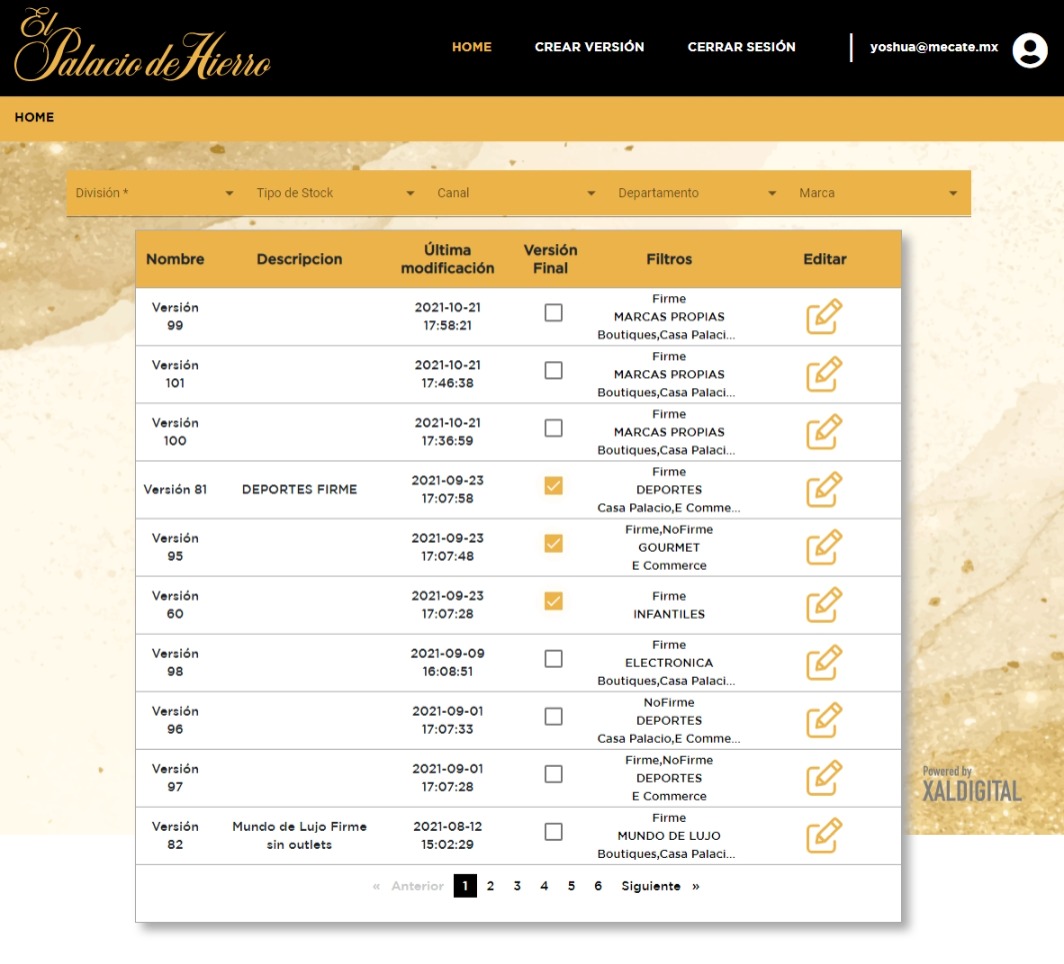 El
Palacio de Hierro
HOME CREAR VERSIÓN CERRAR SESIÓN yoshua@mecate.mx
HOME
División * Tipo de Stock Canal Departamento Marca
Nombre Descripcion Última modificación Versión Final Filtros Editar
Versión 99 2021-10-21 17:58:21 Firme MARCAS PROPIAS Boutiques,Casa Palaci...
Versión 101 2021-10-21 17:46:38 Firme MARCAS PROPIAS Boutiques,Casa Palaci...
Versión 100 2021-10-21 17:36:59 Firme MARCAS PROPIAS Boutiques,Casa Palaci...
Versión 81 DEPORTES FIRME 2021-09-23 17:07:58 Firme DEPORTES Casa Palacio,E Comme...
Versión 95 2021-09-23 17:07:48 Firme,NoFirme GOURMET E Commerce
Versión 60 2021-09-23 17:07:28 Firme INFANTILES
Versión 98 2021-09-09 16:08:51 Firme ELECTRONICA Boutiques,Casa Palaci...
Versión 96 2021-09-01 17:07:33 NoFirme DEPORTES Casa Palacio,E Comme...
Versión 97 2021-09-01 17:07:28 Firme,NoFirme DEPORTES E Commerce
Versión 82 Mundo de Lujo Firme sin outlets 2021-08-12 15:02:29 Firme MUNDO DE LUJO Boutiques,Casa Palaci...
« Anterior 1 2 3 4 5 6 Siguiente »
Powered by
XALDIGITAL